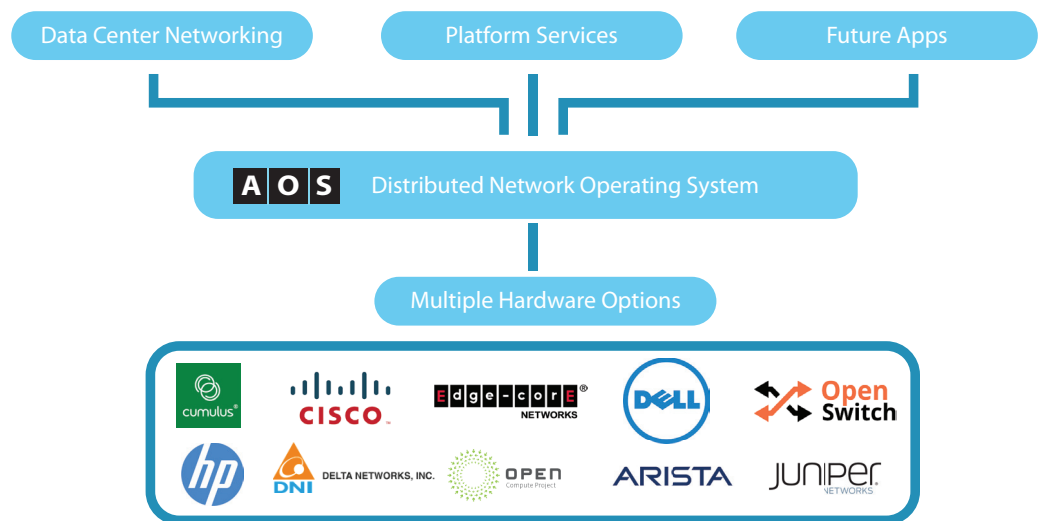 Data Center Networking
Platform Services
Future Apps
AOS Distributed Network Operating System
Multiple Hardware Options
cumulus®
CISCO
Edge-corE®
NETWORKS
DELL
Open
Switch
hp
DNI
DELTA NETWORKS, INC.
OPEN
Compute Project
ARISTA
JUNIPEr
NETWORKS